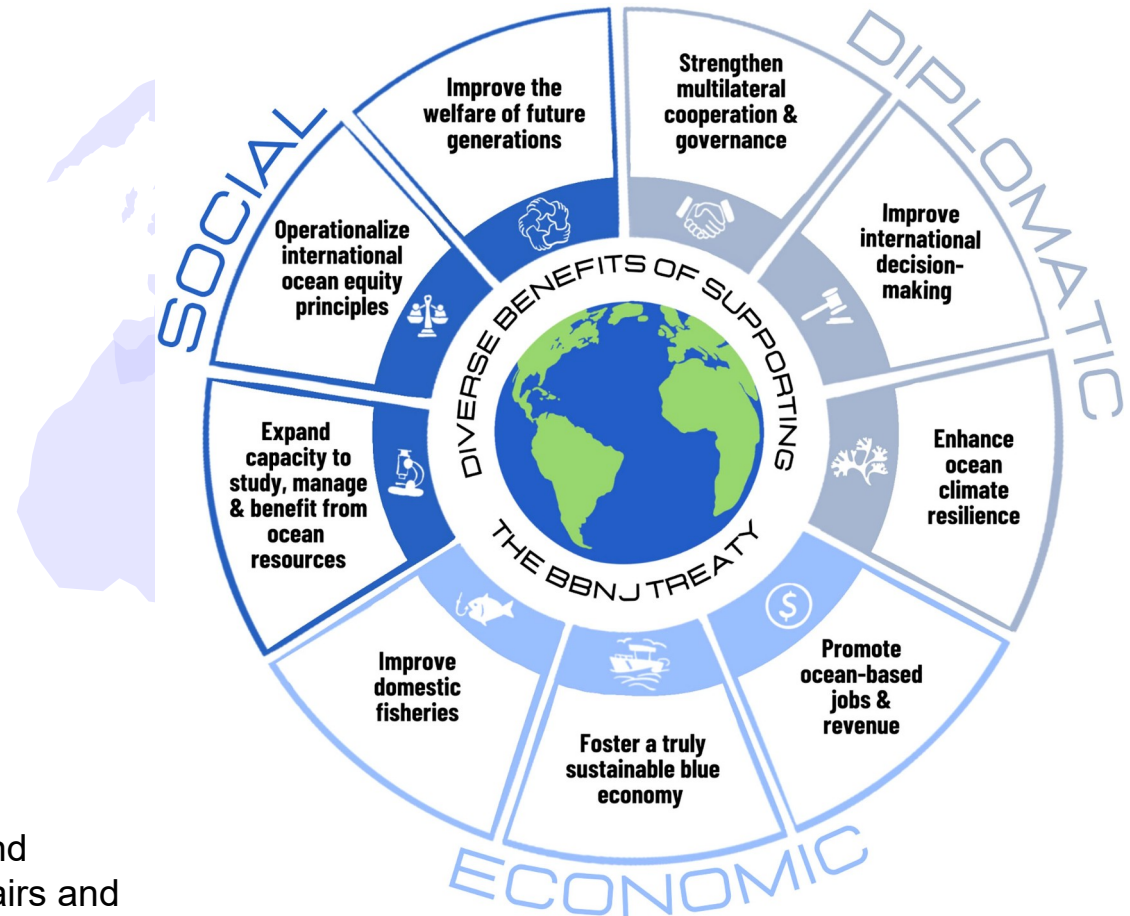 SOCIAL
DIPLOMATIC
ECONOMIC
DIVERSE BENEFITS OF SUPPORTING
THE BBNJ TREATY
Improve the
welfare of future
generations
Strengthen
multilateral
cooperation &
governance
Improve
international
decision-
making
Enhance
ocean
climate
resilience
Promote
ocean-based
jobs &
revenue
Foster a truly
sustainable blue
economy
Improve
domestic
fisheries
Expand
capacity to
study, manage
& benefit from
ocean
resources
Operationalize
international
ocean equity
principles
$